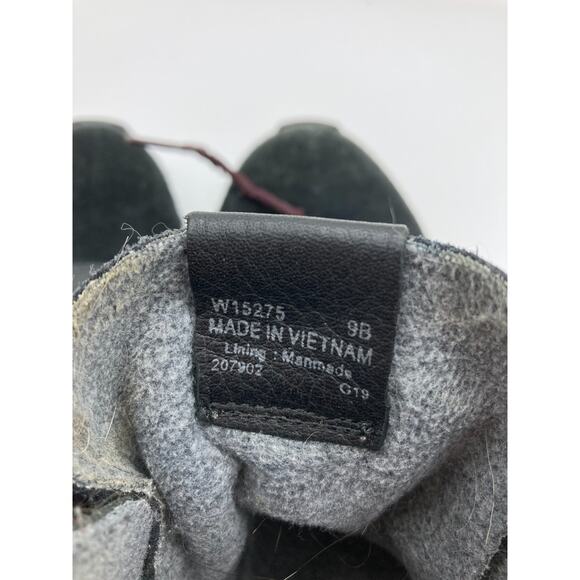 W15275 9B
MADE IN VIETNAM
Lining : Manmade
207902
G19